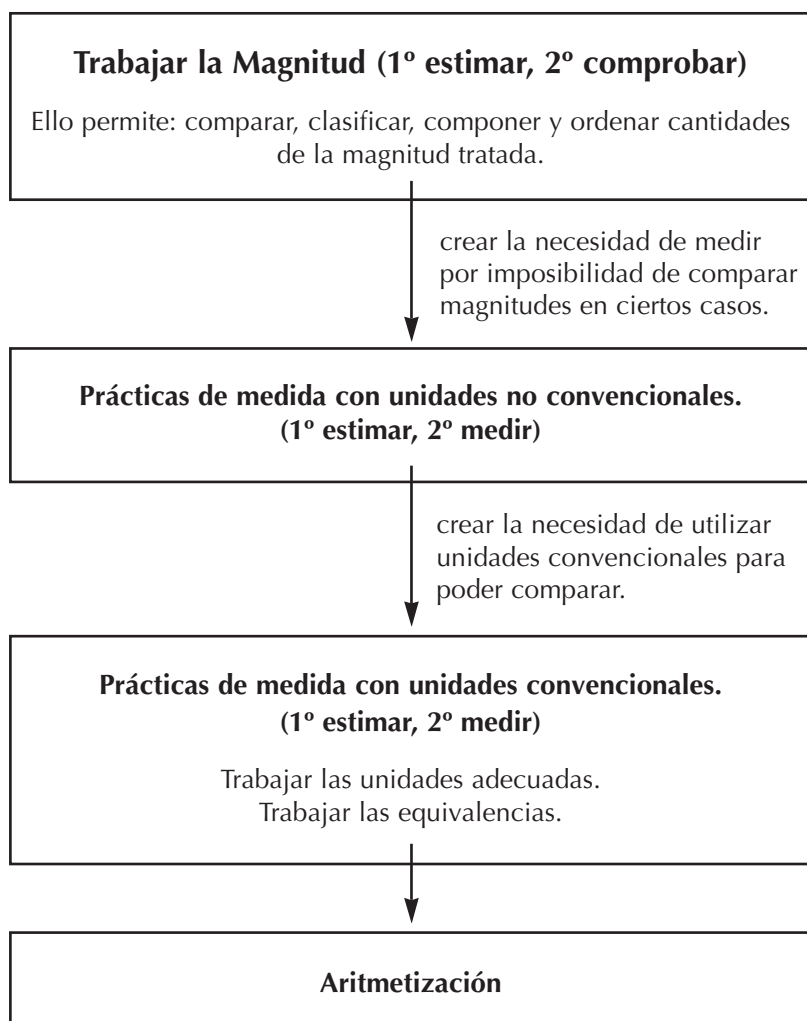 Trabajar la Magnitud (1º estimar, 2º comprobar)
Ello permite: comparar, clasificar, componer y ordenar cantidades
de la magnitud tratada.
crear la necesidad de medir
por imposibilidad de comparar
magnitudes en ciertos casos.
Prácticas de medida con unidades no convencionales.
(1º estimar, 2º medir)
crear la necesidad de utilizar
unidades convencionales para
poder comparar.
Prácticas de medida con unidades convencionales.
(1º estimar, 2º medir)
Trabajar las unidades adecuadas.
Trabajar las equivalencias.
Aritmetización